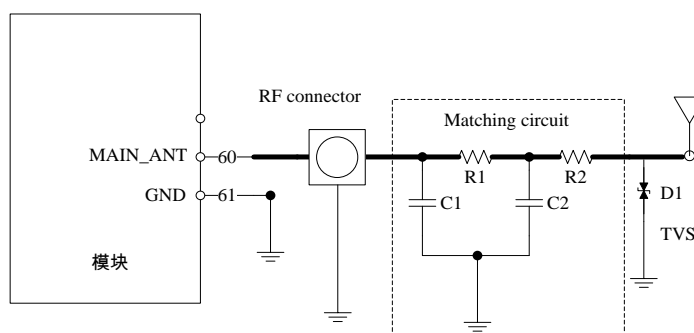 RF connector
Matching circuit
MAIN_ANT
60
R1
R2
GND
61
C1
C2
D1
TVS
模块